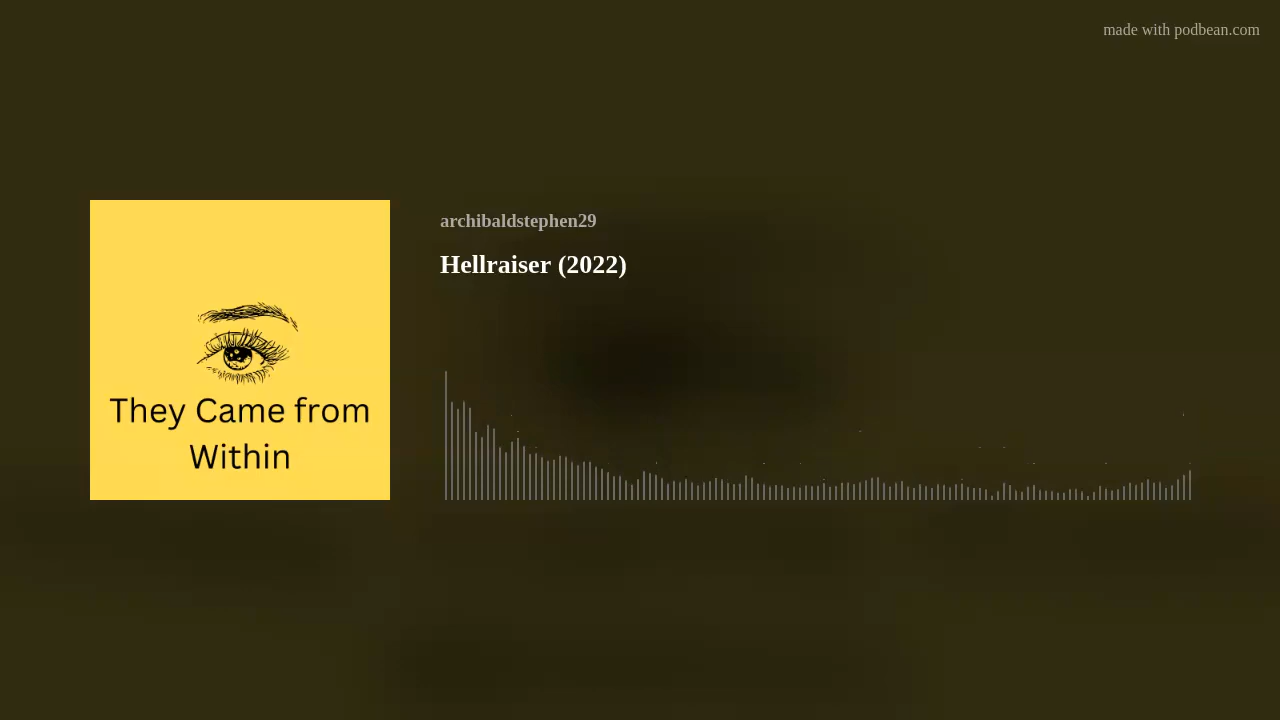 made with podbean.com
archibaldstephen29
Hellraiser (2022)
They Came from
Within